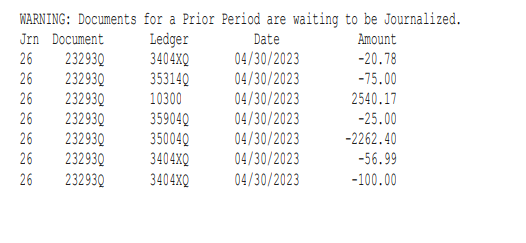 WARNING: Documents for a Prior Period are waiting to be Journalized.
Jrn Document Ledger Date Amount
26 23293Q 3404XQ 04/30/2023 -20.78
26 23293Q 35314Q 04/30/2023 -75.00
26 23293Q 10300 04/30/2023 2540.17
26 23293Q 35904Q 04/30/2023 -25.00
26 23293Q 35004Q 04/30/2023 -2262.40
26 23293Q 3404XQ 04/30/2023 -56.99
26 23293Q 3404XQ 04/30/2023 -100.00